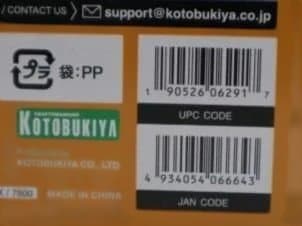 / CONTACT US
support@kotobukiya.co.jp
プラ
袋:PP
1 90526 06291 7
UPC CODE
KOTOBUKIYA
KOTOBUKIYA CO., LTD
4 934054 066643
JAN CODE
/ 7800
MADE IN CHINA